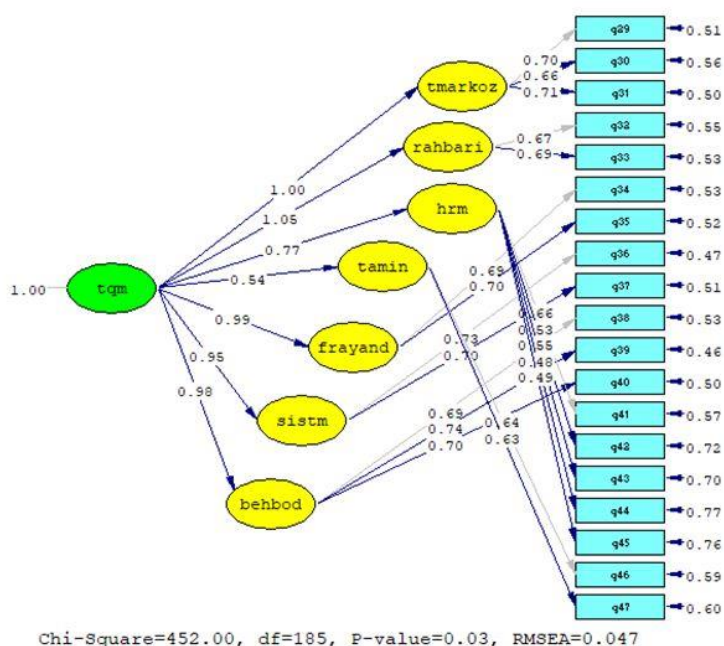 q29
0.51
q30
0.56
q31
0.50
q32
0.55
q33
0.53
q34
0.53
q35
0.52
q36
0.47
q37
0.51
q38
0.53
q39
0.46
q40
0.50
q41
0.57
q42
0.72
q43
0.70
q44
0.77
q45
0.76
q46
0.59
q47
0.60
tmarkoz
0.70
0.66
0.71
rahbari
0.67
0.69
hrm
0.66
0.53
0.55
0.48
0.49
tamin
0.64
0.63
frayand
0.69
0.70
sistm
0.73
0.70
behbod
0.69
0.74
0.70
1.00
tqm
1.00
1.05
0.77
0.54
0.99
0.95
0.98
Chi-Square=452.00, df=185, P-value=0.03, RMSEA=0.047